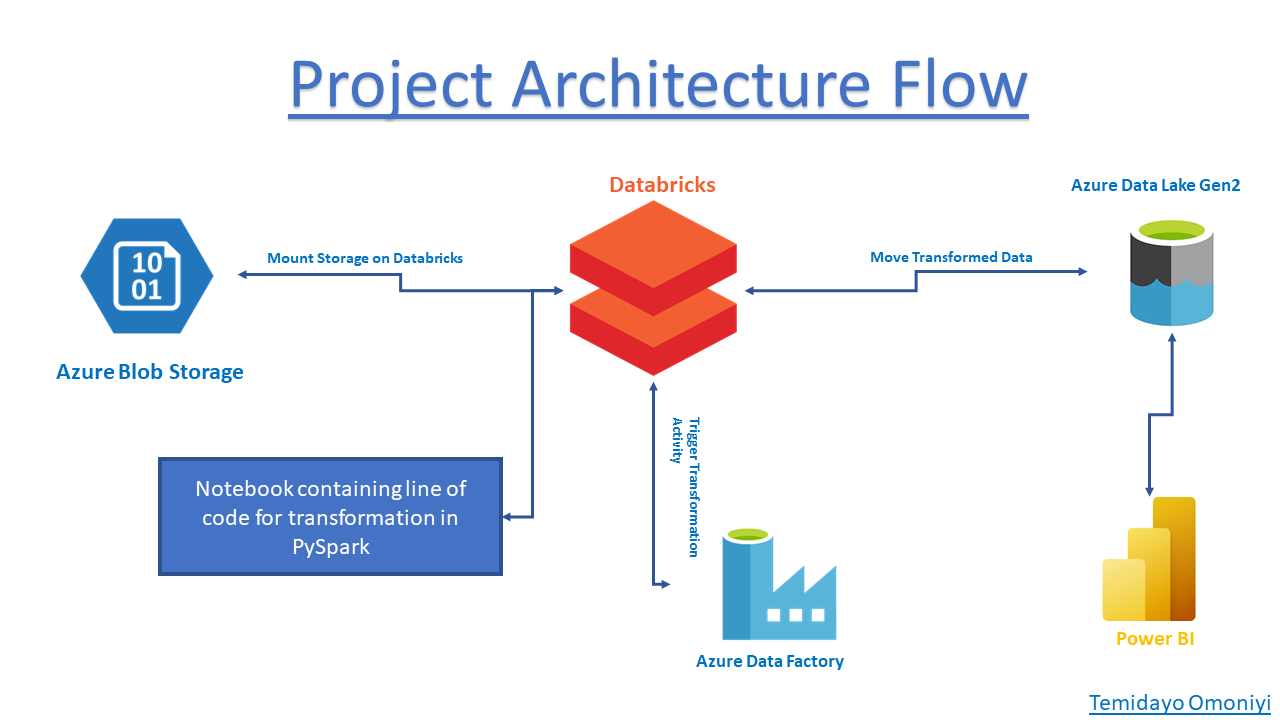 Project Architecture Flow
Databricks
Azure Data Lake Gen2
10
01
Mount Storage on Databricks
Move Transformed Data
Azure Blob Storage
Trigger Transformation
Activity
Notebook containing line of
code for transformation in
PySpark
Azure Data Factory
Power BI
Temidayo Omoniyi